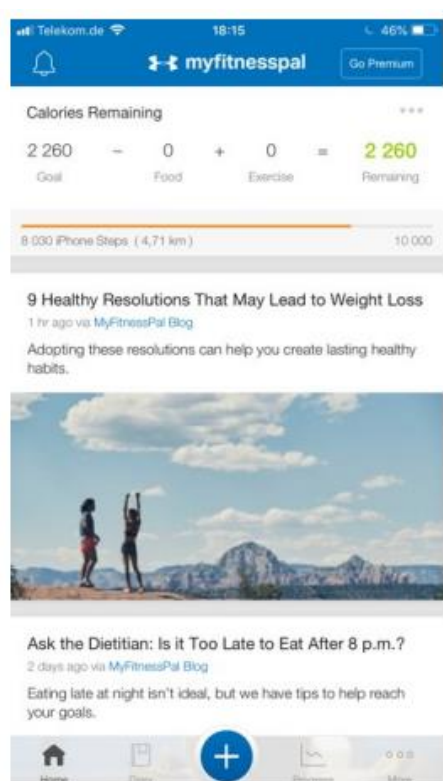 Telekom.de 18:15 46%
myfitnesspal Go Premium
Calories Remaining
2 260 – 0 + 0 = 2 260
Goal Food Exercise Remaining
8 030 iPhone Steps ( 4,71 km ) 10 000
9 Healthy Resolutions That May Lead to Weight Loss
1 hr ago via MyFitnessPal Blog
Adopting these resolutions can help you create lasting healthy
habits.
Ask the Dietitian: Is it Too Late to Eat After 8 p.m.?
2 days ago via MyFitnessPal Blog
Eating late at night isn't ideal, but we have tips to help reach
your goals.
Home Diary Progress More